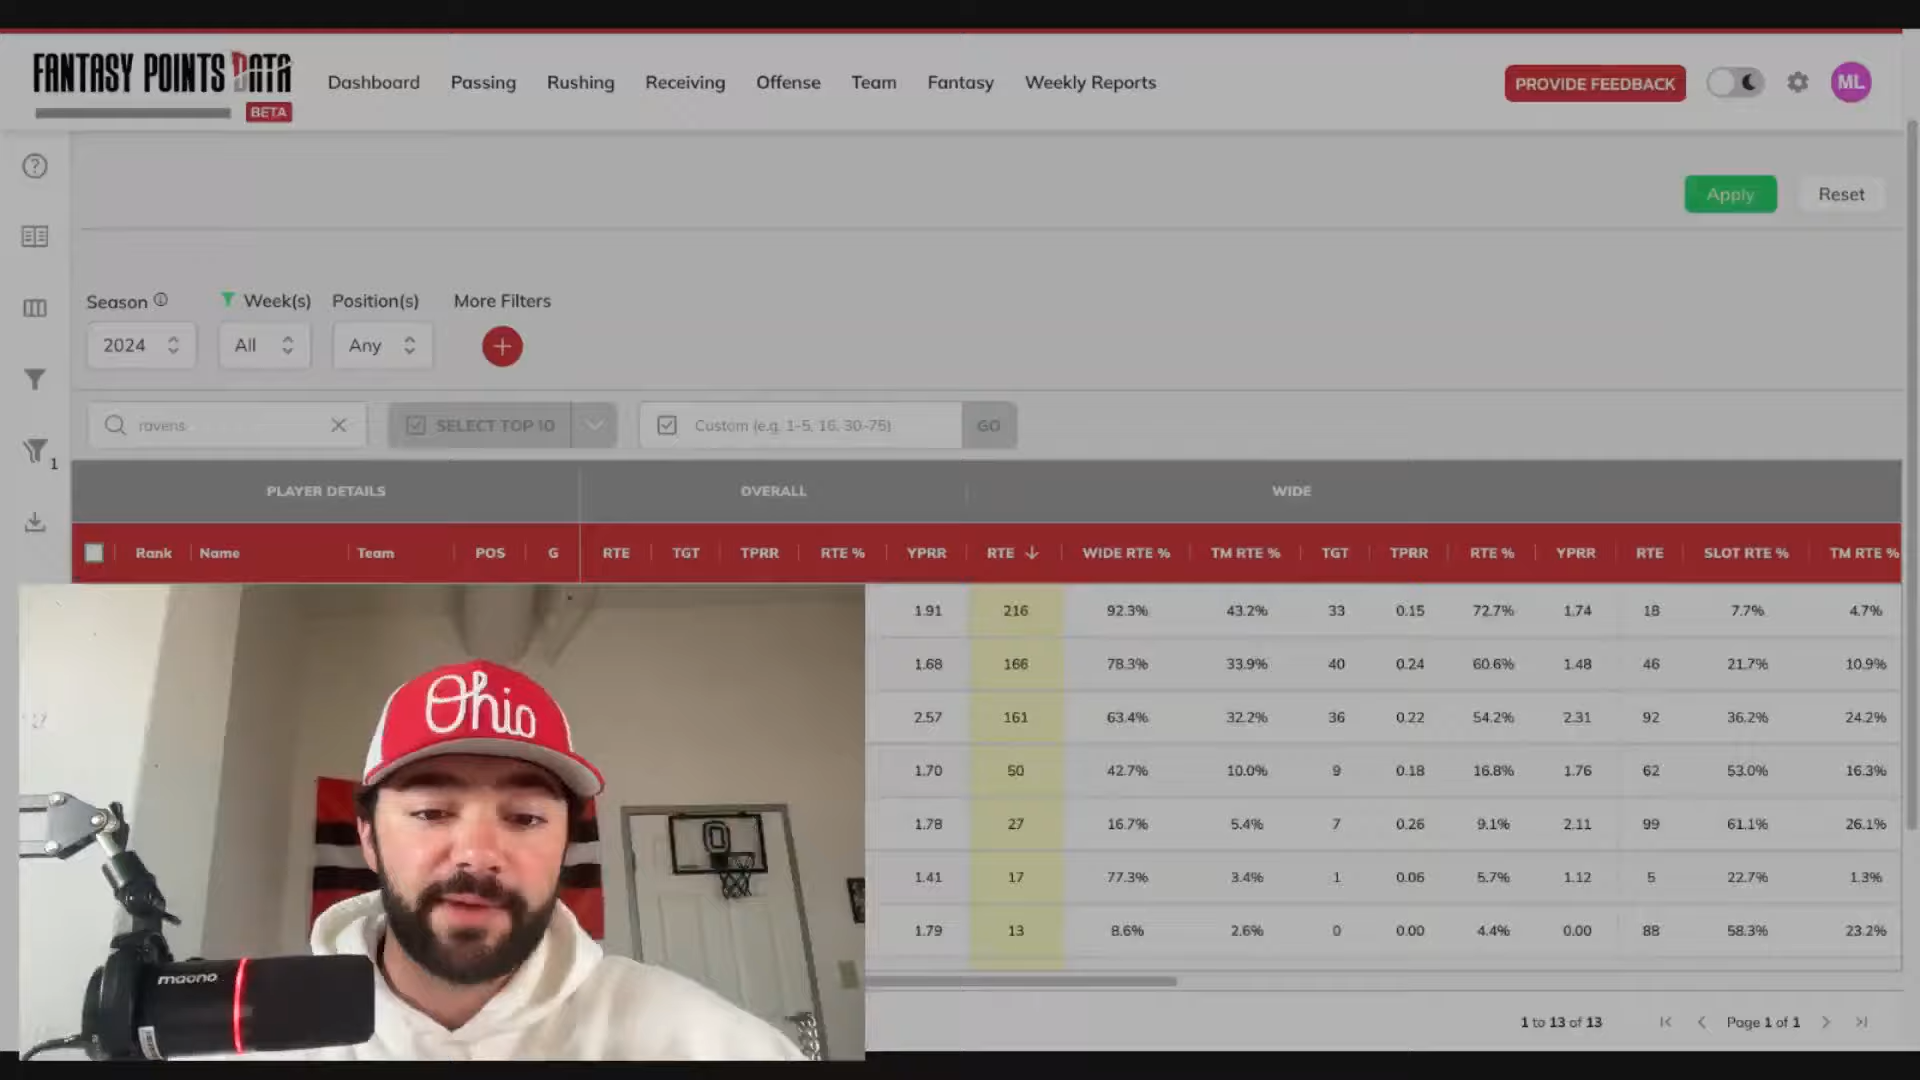 FANTASY POINTS DATA
BETA
Dashboard Passing Rushing Receiving Offense Team Fantasy Weekly Reports
PROVIDE FEEDBACK
ML
Apply Reset
Season Week(s) Position(s) More Filters
2024 All Any
ravens SELECT TOP 10 Custom (e.g. 1-5, 16, 30-75) GO
1
PLAYER DETAILS OVERALL WIDE
Rank Name Team POS G RTE TGT TPRR RTE % YPRR RTE WIDE RTE % TM RTE % TGT TPRR RTE % YPRR RTE SLOT RTE % TM RTE %
1.91 216 92.3% 43.2% 33 0.15 72.7% 1.74 18 7.7% 4.7%
1.68 166 78.3% 33.9% 40 0.24 60.6% 1.48 46 21.7% 10.9%
2.57 161 63.4% 32.2% 36 0.22 54.2% 2.31 92 36.2% 24.2%
1.70 50 42.7% 10.0% 9 0.18 16.8% 1.76 62 53.0% 16.3%
1.78 27 16.7% 5.4% 7 0.26 9.1% 2.11 99 61.1% 26.1%
1.41 17 77.3% 3.4% 1 0.06 5.7% 1.12 5 22.7% 1.3%
1.79 13 8.6% 2.6% 0 0.00 4.4% 0.00 88 58.3% 23.2%
Ohio
maono
1 to 13 of 13 Page 1 of 1